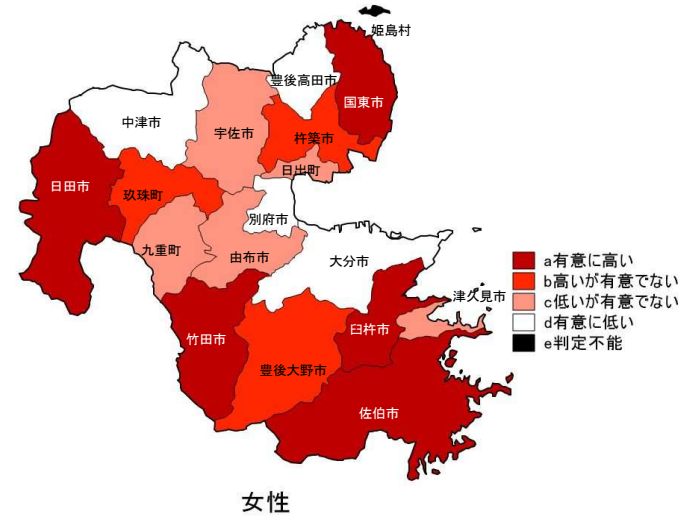 姫島村
豊後高田市
国東市
中津市
宇佐市
杵築市
日出町
日田市
玖珠町
別府市
九重町
由布市
大分市
津久見市
竹田市
臼杵市
豊後大野市
佐伯市
a有意に高い
b高いが有意でない
c低いが有意でない
d有意に低い
e判定不能
女性